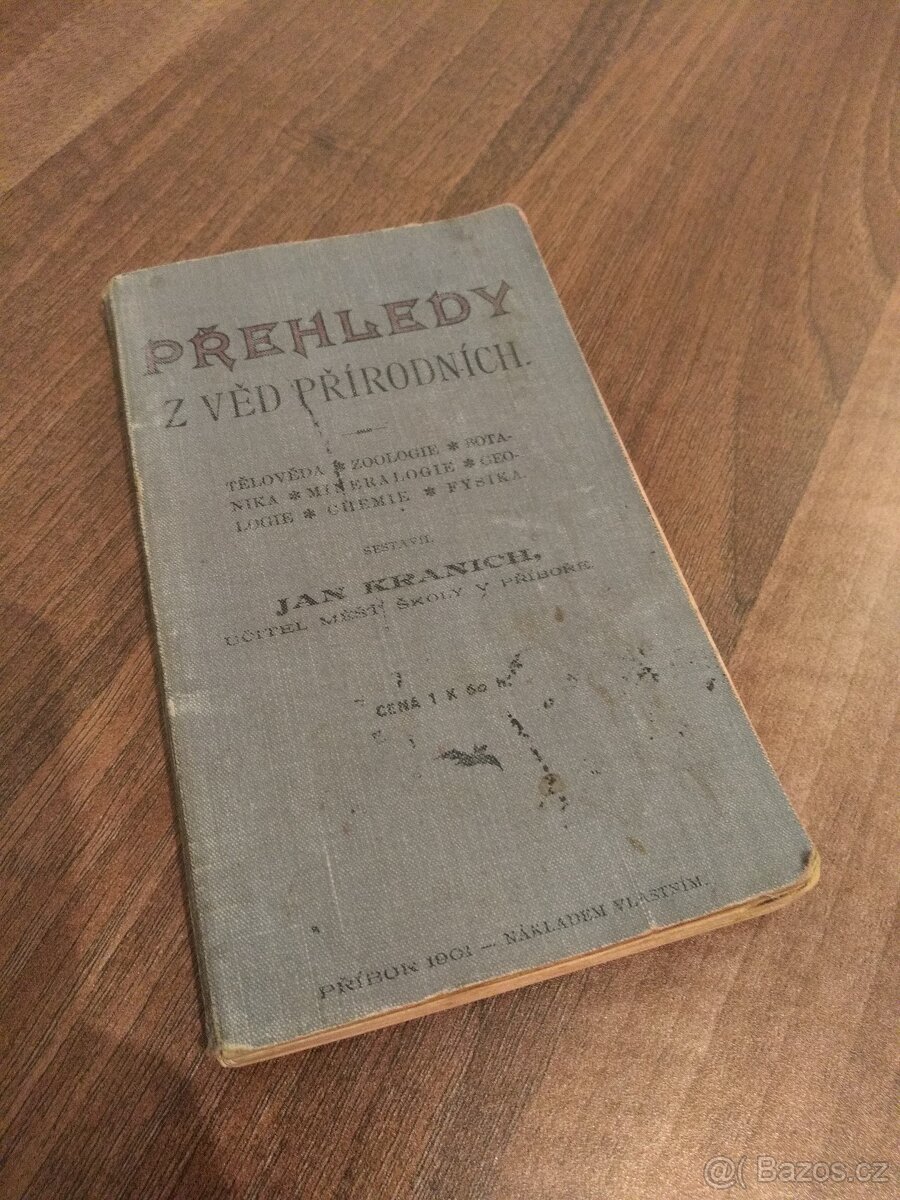 PŘEHLEDY
Z VĚD PŘÍRODNÍCH.
TĚLOVĚDA * ZOOLOGIE * BOTA-
NIKA * MINERALOGIE * GEO-
LOGIE * CHEMIE * FYSIKA
SESTAVIL
JAN KRANICH,
UČITEL MĚST. ŠKOLY V PŘÍBOŘE.
CENA 1 K 60 h.
PŘÍBOR 1901 — NÁKLADEM VLASTNÍM.
@( Bazos.cz